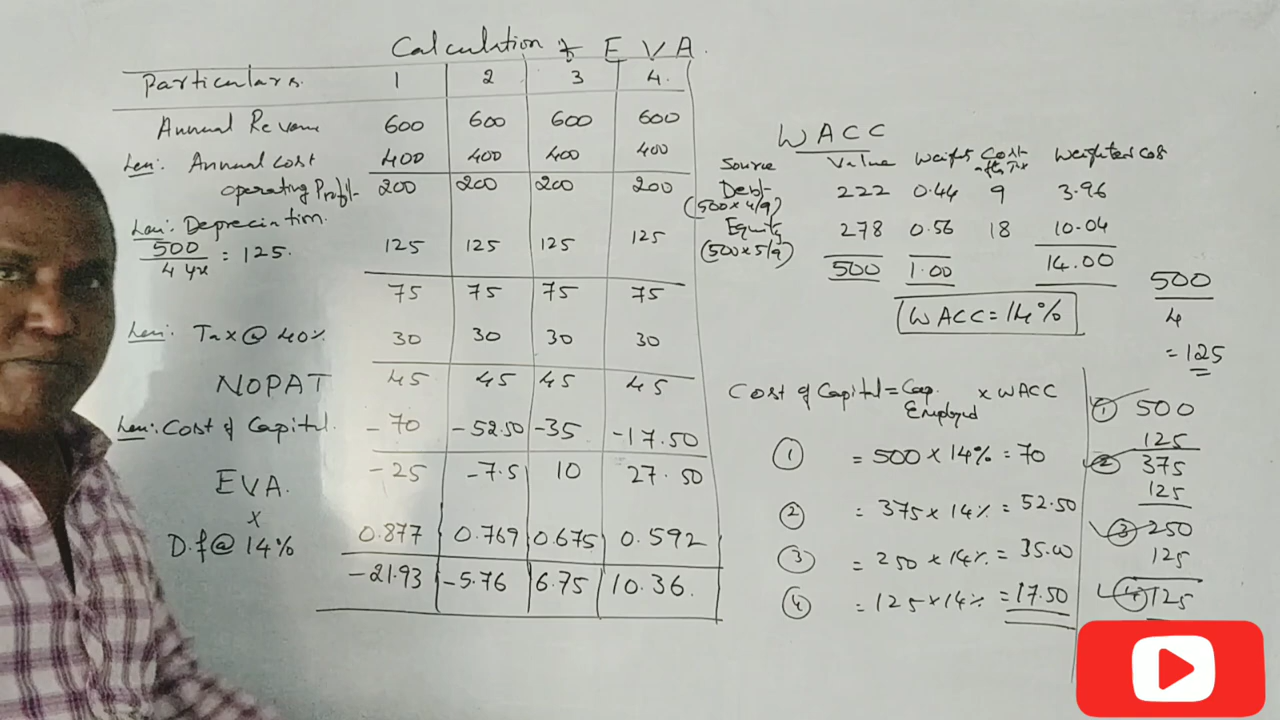 Calculation of E V A.
Particulars 1 2 3 4.
Annual Revenue 600 600 600 600
Less: Annual Cost 400 400 400 400
Operating Profit 200 200 200 200
Less: Depreciation.
500/4 yrs = 125. 125 125 125 125
75 75 75 75
Less: Tax @ 40% 30 30 30 30
NOPAT 45 45 45 45
Less: Cost of Capital. -70 -52.50 -35 -17.50
EVA. -25 -7.5 10 27.50
x
D.f @ 14% 0.877 0.769 0.675 0.592
-21.93 -5.76 6.75 10.36.
WACC
Source Value Weight Cost after Tax Weighted Cost
Debt 222 0.44 9 3.96
(500 x 4/9)
Equity 278 0.56 18 10.04
(500 x 5/9)
500 1.00 14.00
WACC = 14%
500
4
= 125
Cost of Capital = Cap. Employed x WACC
① = 500 x 14% = 70
② = 375 x 14% = 52.50
③ = 250 x 14% = 35.00
④ = 125 x 14% = 17.50
① 500
125
② 375
125
③ 250
125
④ 125